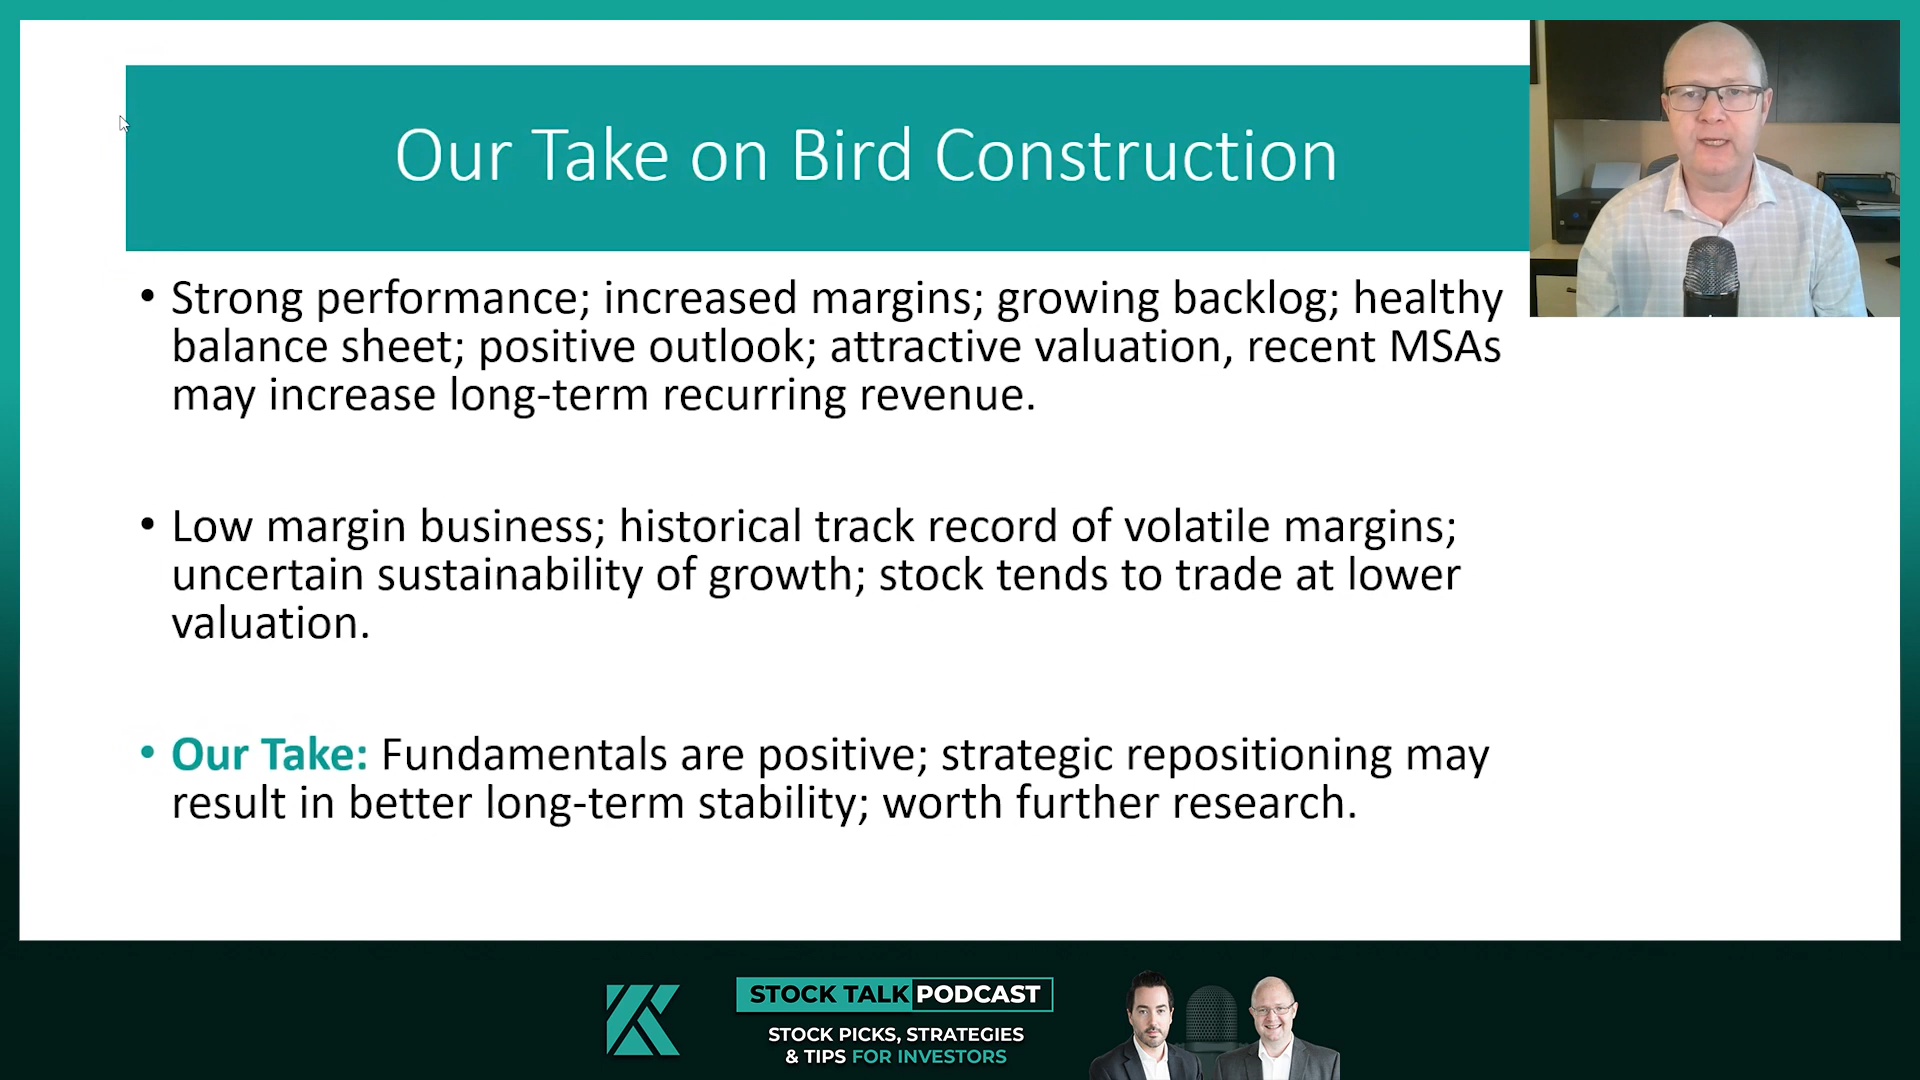 Our Take on Bird Construction
• Strong performance; increased margins; growing backlog; healthy
balance sheet; positive outlook; attractive valuation, recent MSAs
may increase long-term recurring revenue.
• Low margin business; historical track record of volatile margins;
uncertain sustainability of growth; stock tends to trade at lower
valuation.
• Our Take: Fundamentals are positive; strategic repositioning may
result in better long-term stability; worth further research.
STOCK TALK PODCAST
STOCK PICKS, STRATEGIES
& TIPS FOR INVESTORS